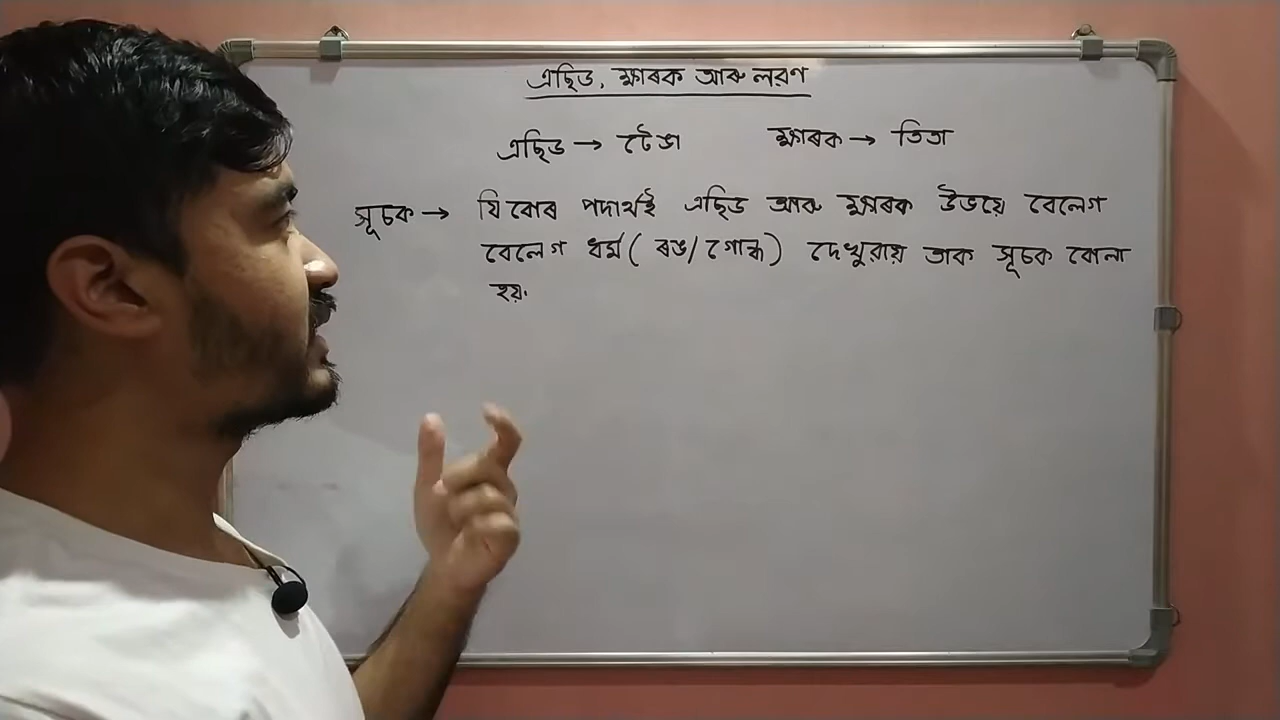 এছিড, ক্ষাৰক আৰু লৱণ
এছিড → টেঙা ক্ষাৰক → তিতা
সূচক → যিবোৰ পদাৰ্থই এছিড আৰু ক্ষাৰক উভয়ে বেলেগ
বেলেগ ধৰ্ম ( ৰঙ/গোন্ধ) দেখুৱায় তাক সূচক বোলা
হয়.